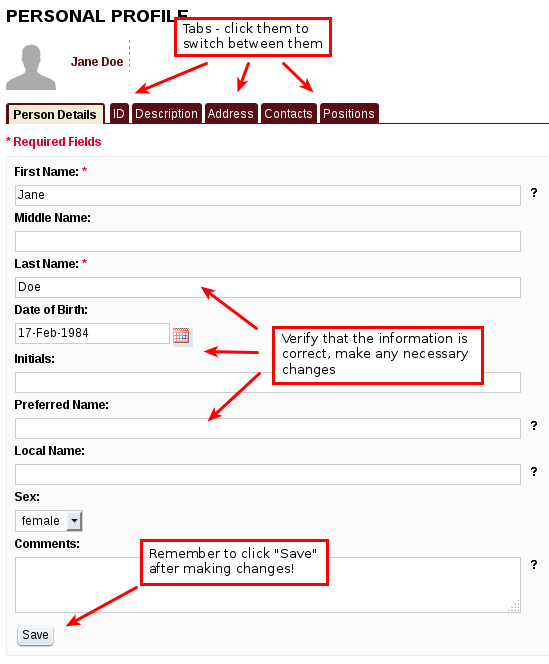 PERSONAL PROFILE
Tabs - click them to
switch between them
Jane Doe
Person Details ID Description Address Contacts Positions
* Required Fields
First Name: *
Jane ?
Middle Name:
Last Name: *
Doe
Date of Birth:
17-Feb-1984
Verify that the information is
correct, make any necessary
changes
Initials:
Preferred Name:
?
Local Name:
?
Sex:
female
Comments:
?
Remember to click "Save"
after making changes!
Save